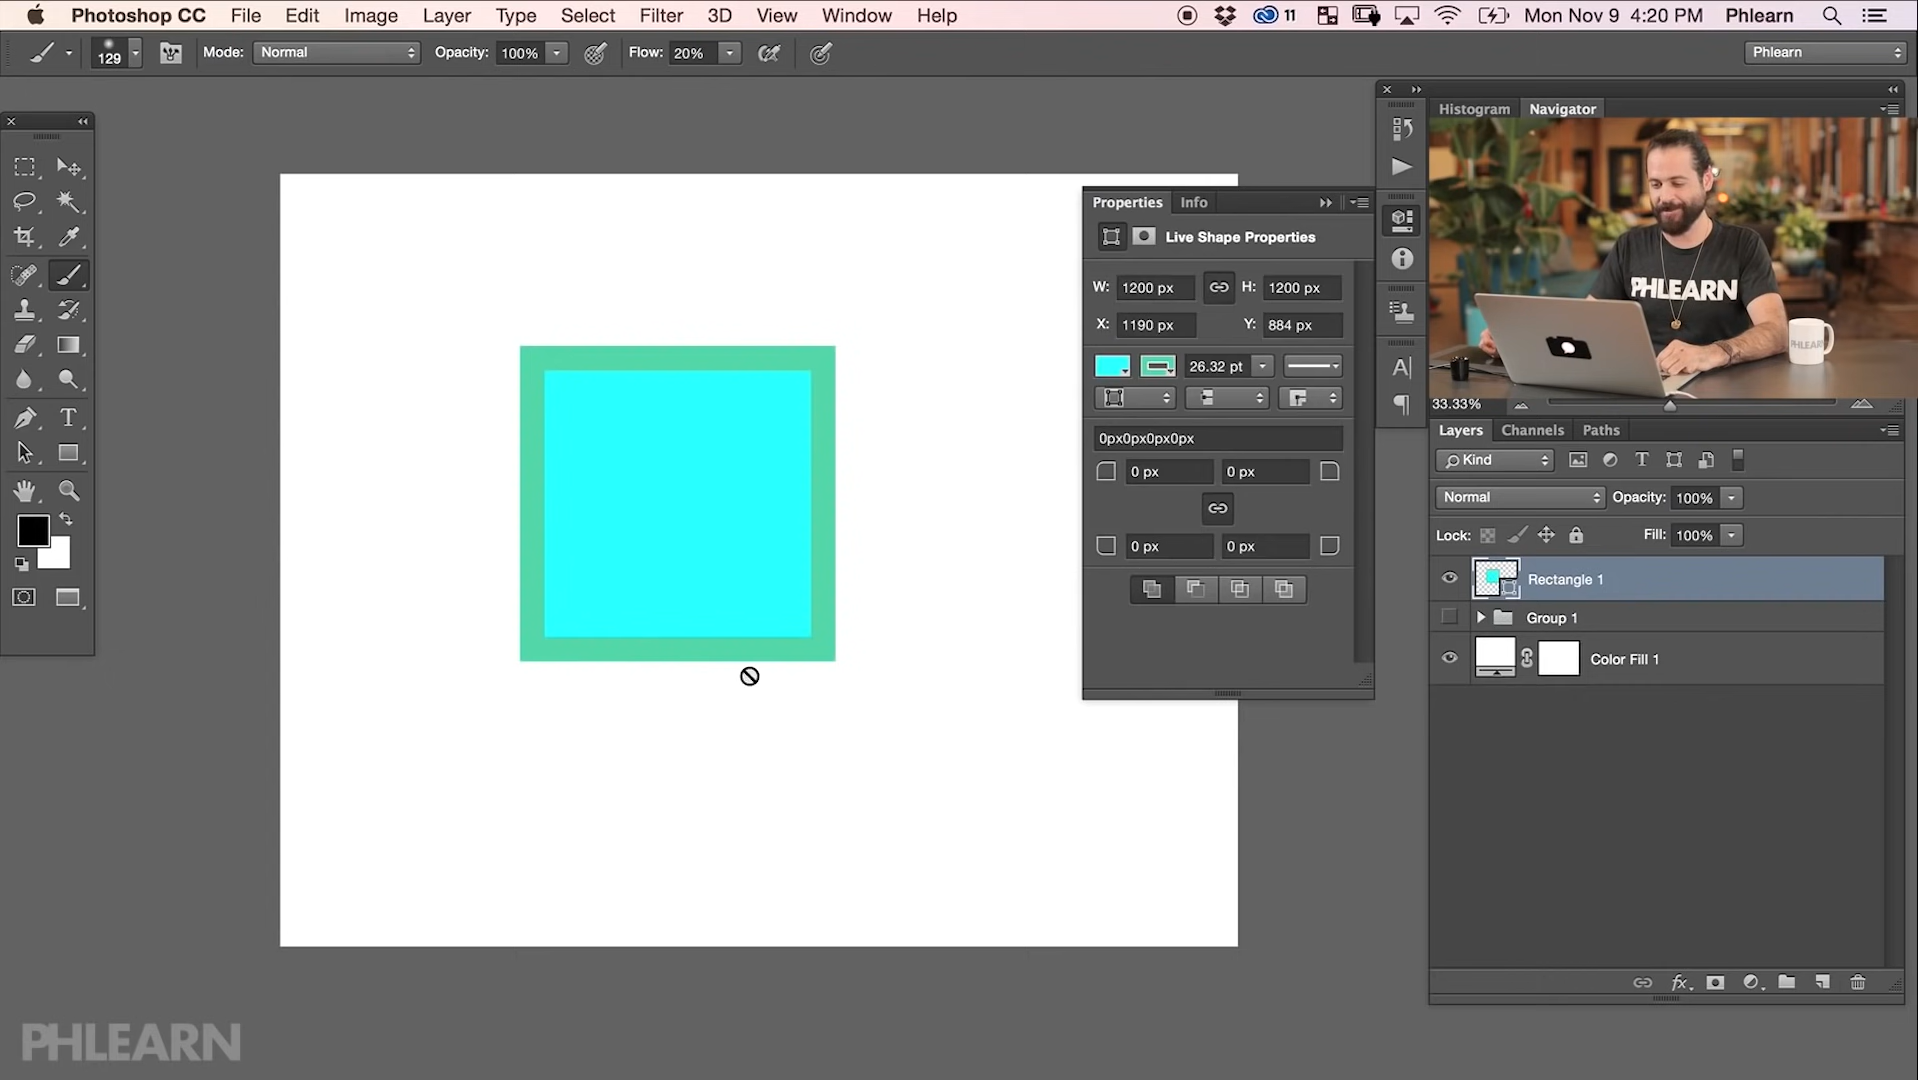 Photoshop CC File Edit Image Layer Type Select Filter 3D View Window Help 11 Mon Nov 9 4:20 PM Phlearn
129 Mode: Normal Opacity: 100% Flow: 20% Phlearn
Histogram Navigator
PHLEARN
PHLEARN
Properties Info
Live Shape Properties
W: 1200 px H: 1200 px
X: 1190 px Y: 884 px
26.32 pt
0px0px0px0px
0 px 0 px
0 px 0 px
33.33%
Layers Channels Paths
Kind
Normal Opacity: 100%
Lock: Fill: 100%
Rectangle 1
Group 1
Color Fill 1
PHLEARN